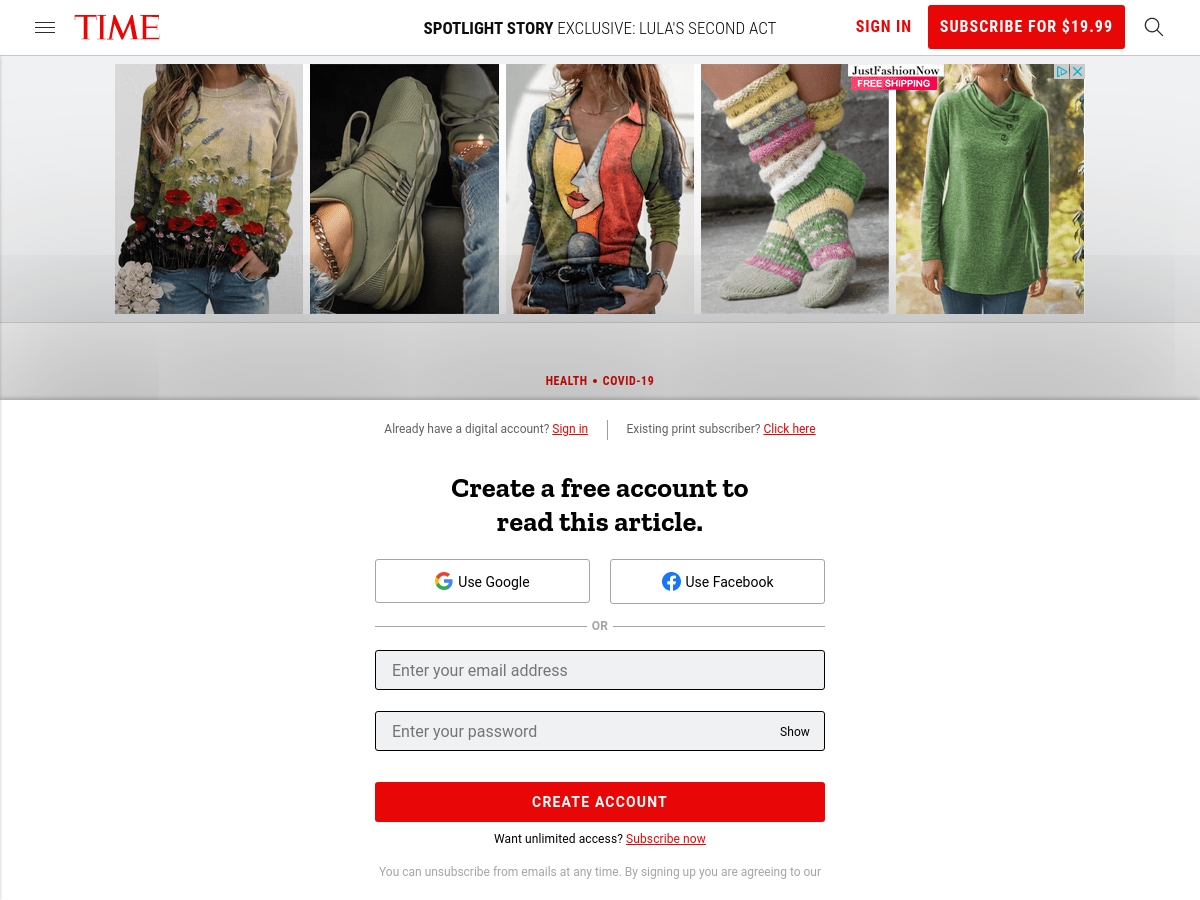 TIME
SPOTLIGHT STORY EXCLUSIVE: LULA'S SECOND ACT
SIGN IN
SUBSCRIBE FOR $19.99
JustFashionNow
FREE SHIPPING
HEALTH • COVID-19
Already have a digital account? Sign in
Existing print subscriber? Click here
Create a free account to
read this article.
Use Google
Use Facebook
OR
Enter your email address
Enter your password
Show
CREATE ACCOUNT
Want unlimited access? Subscribe now
You can unsubscribe from emails at any time. By signing up you are agreeing to our